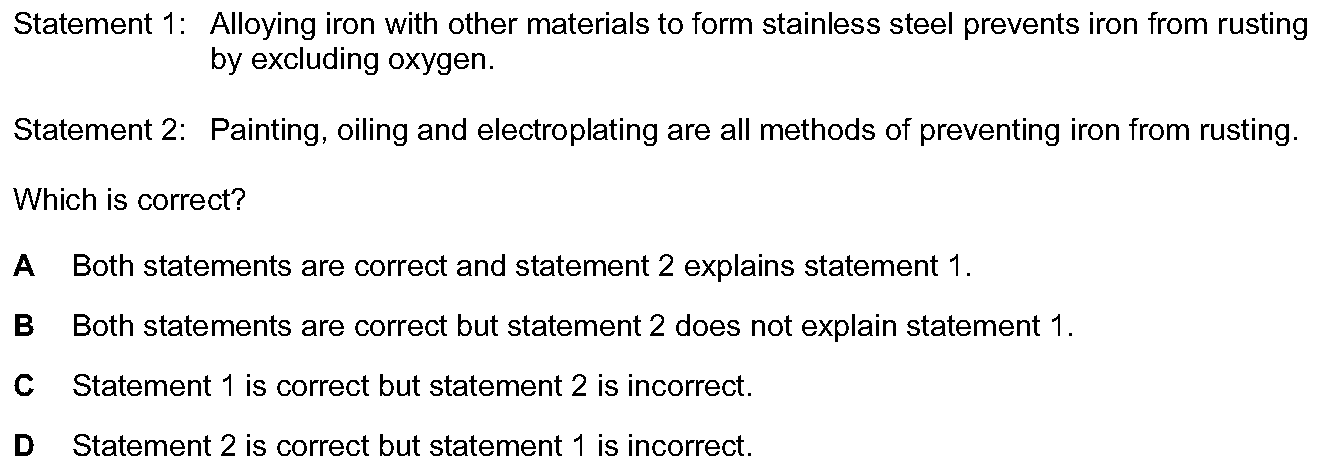 Statement 1: Alloying iron with other materials to form stainless steel prevents iron from rusting
by excluding oxygen.
Statement 2: Painting, oiling and electroplating are all methods of preventing iron from rusting.
Which is correct?
A Both statements are correct and statement 2 explains statement 1.
B Both statements are correct but statement 2 does not explain statement 1.
C Statement 1 is correct but statement 2 is incorrect.
D Statement 2 is correct but statement 1 is incorrect.